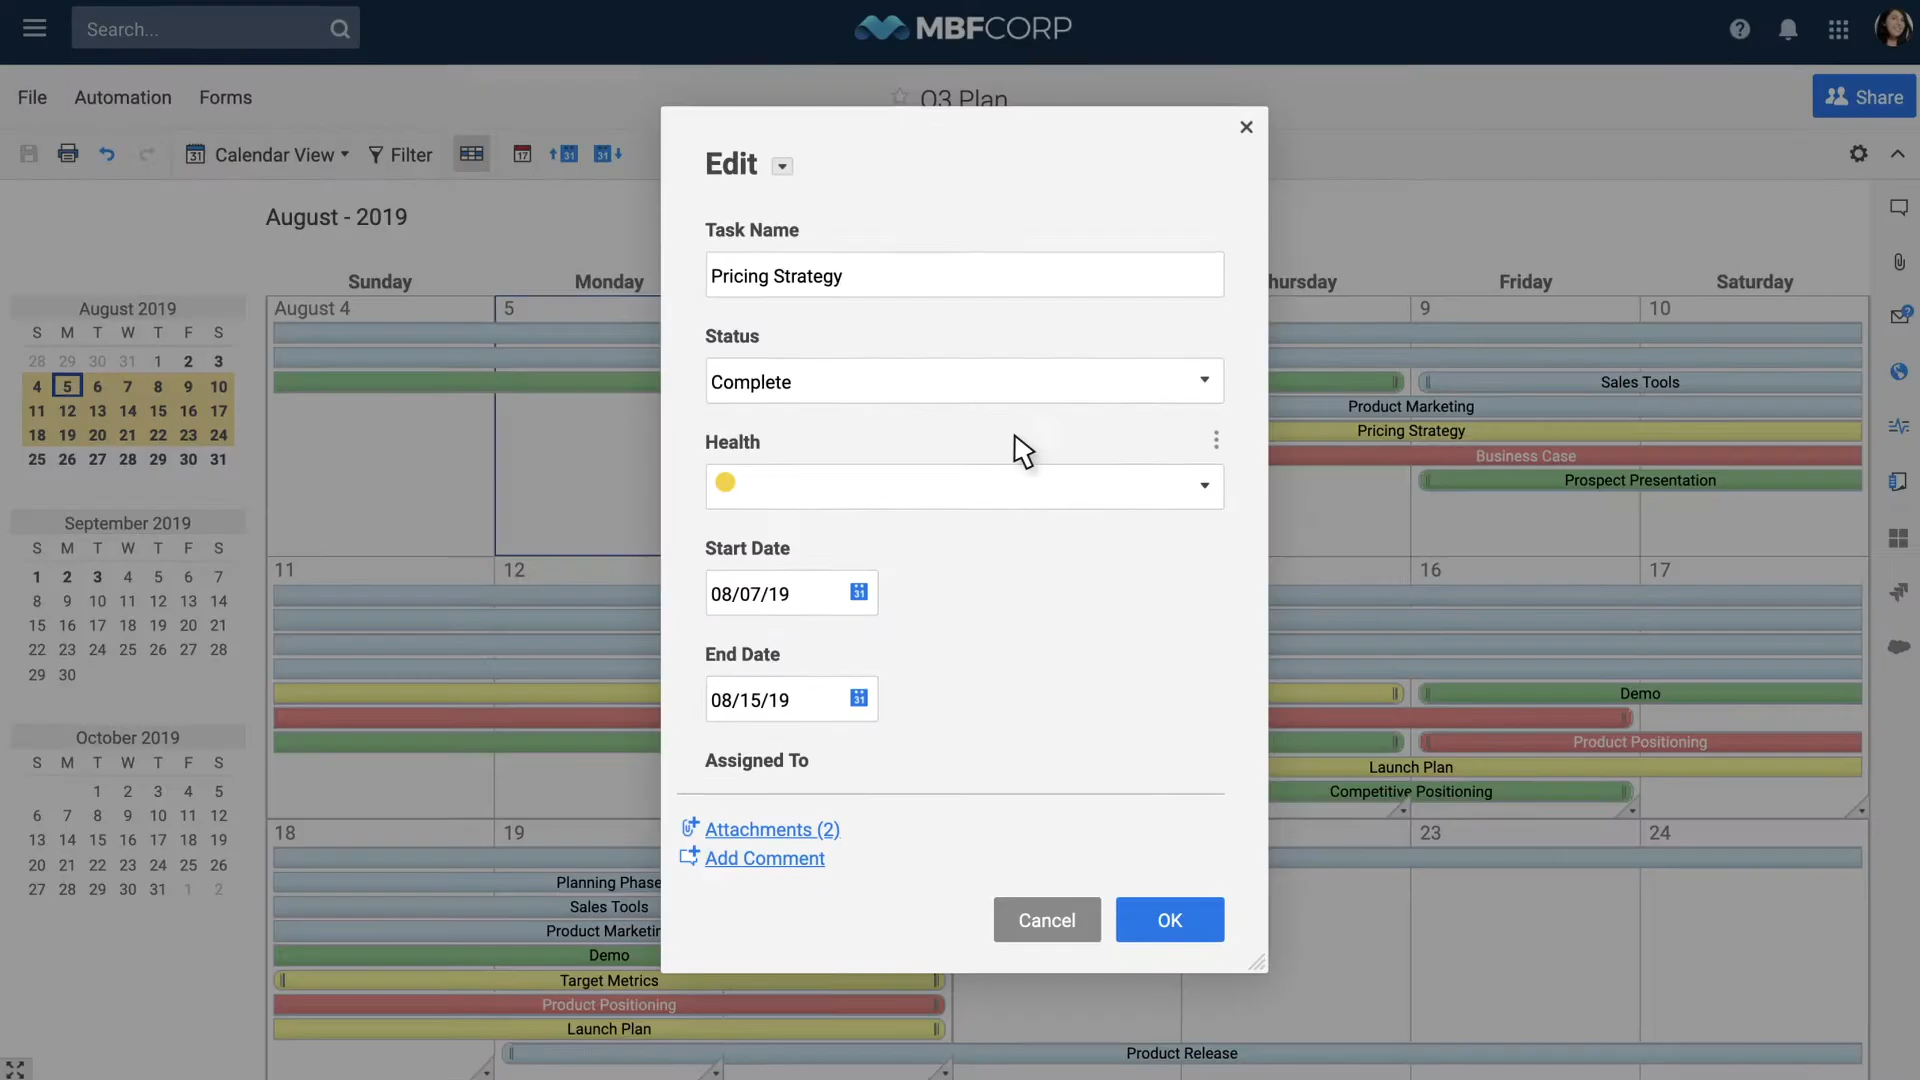 Search...
MBFCORP
File Automation Forms
Q3 Plan
Share
31 Calendar View Filter 17 31 31
August - 2019
Edit
Task Name
Pricing Strategy
Status
Complete
Health
Start Date
08/07/19 31
End Date
08/15/19 31
Assigned To
Attachments (2)
Add Comment
Cancel OK
August 2019
S M T W T F S
28 29 30 31 1 2 3
4 5 6 7 8 9 10
11 12 13 14 15 16 17
18 19 20 21 22 23 24
25 26 27 28 29 30 31
September 2019
S M T W T F S
1 2 3 4 5 6 7
8 9 10 11 12 13 14
15 16 17 18 19 20 21
22 23 24 25 26 27 28
29 30
October 2019
S M T W T F S
1 2 3 4 5
6 7 8 9 10 11 12
13 14 15 16 17 18 19
20 21 22 23 24 25 26
27 28 29 30 31 1 2
Sunday Monday hursday Friday Saturday
August 4 5 9 10
Sales Tools
Product Marketing
Pricing Strategy
Business Case
Prospect Presentation
11 12 16 17
Demo
Product Positioning
Launch Plan
Competitive Positioning
18 19 23 24
Planning Phase
Sales Tools
Product Marketin
Demo
Target Metrics
Product Positioning
Launch Plan
Product Release